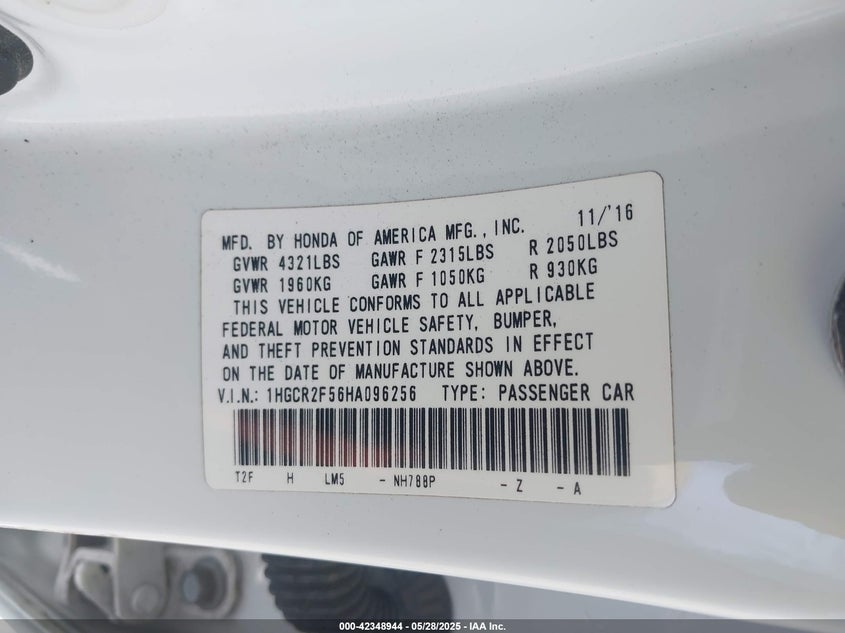 MFD. BY HONDA OF AMERICA MFG., INC. 11/'16
GVWR 4321LBS GAWR F 2315LBS R 2050LBS
GVWR 1960KG GAWR F 1050KG R 930KG
THIS VEHICLE CONFORMS TO ALL APPLICABLE
FEDERAL MOTOR VEHICLE SAFETY, BUMPER,
AND THEFT PREVENTION STANDARDS IN EFFECT
ON THE DATE OF MANUFACTURE SHOWN ABOVE.
V.I.N.: 1HGCR2F56HA096256 TYPE: PASSENGER CAR
T2F H LM5 - NH788P - Z - A
000-42348944 / 05/28/2025 - IAA Inc.